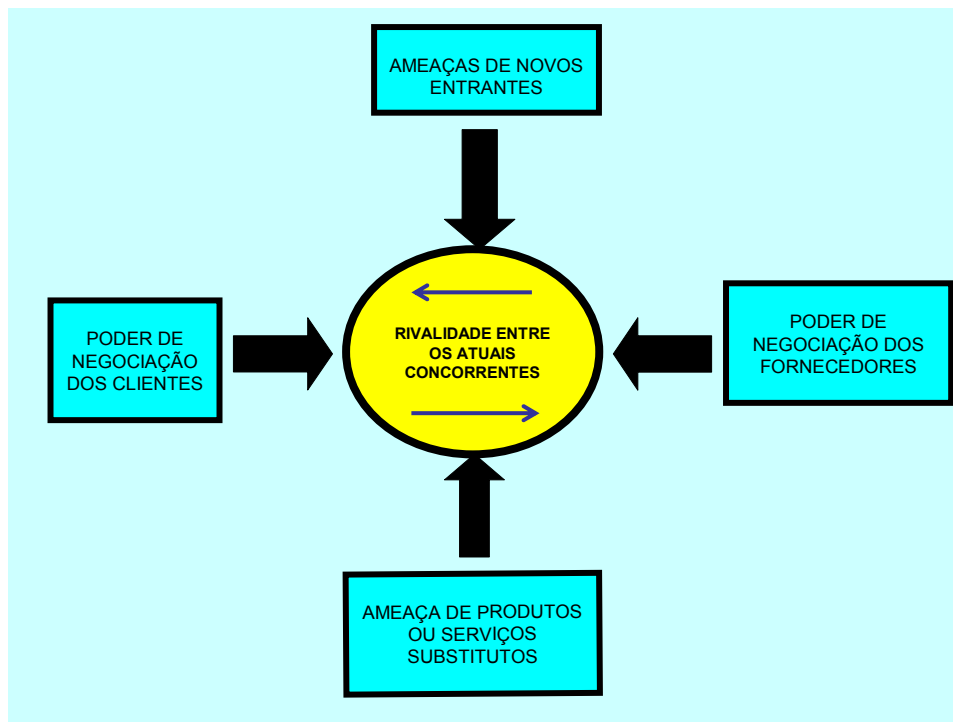 AMEAÇAS DE NOVOS
ENTRANTES
PODER DE
NEGOCIAÇÃO
DOS CLIENTES
RIVALIDADE ENTRE
OS ATUAIS
CONCORRENTES
PODER DE
NEGOCIAÇÃO DOS
FORNECEDORES
AMEAÇA DE PRODUTOS
OU SERVIÇOS
SUBSTITUTOS